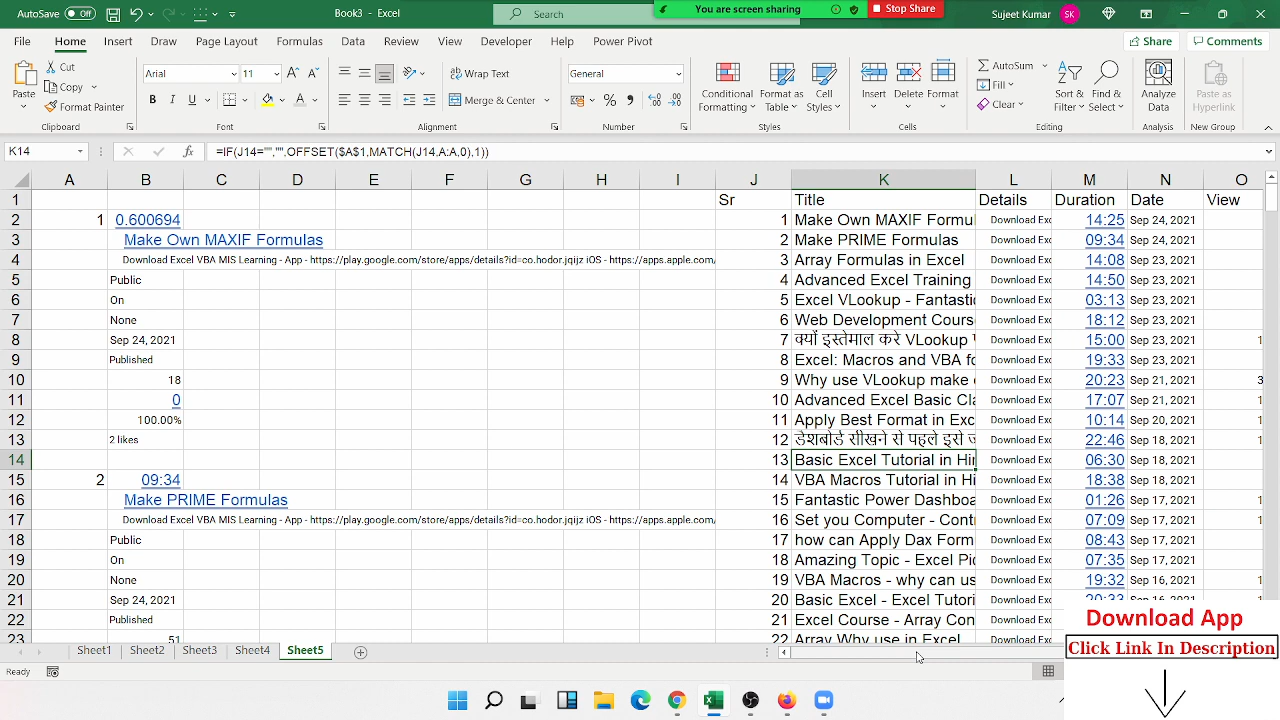 AutoSave Off Book3 - Excel Search You are screen sharing Stop Share Sujeet Kumar SK
File Home Insert Draw Page Layout Formulas Data Review View Developer Help Power Pivot Share Comments
Paste Cut Copy Format Painter Clipboard
Arial 11 B I U Font
Wrap Text Merge & Center Alignment
General Number
Conditional Formatting Format as Table Cell Styles Styles
Insert Delete Format Cells
AutoSum Fill Clear Sort & Filter Find & Select Editing
Analyze Data Analysis
Paste as Hyperlink New Group
K14 fx =IF(J14="","",OFFSET($A$1,MATCH(J14,A:A,0),1))
A B C D E F G H I J K L M N O
1 Sr Title Details Duration Date View
2 1 0.600694 1 Make Own MAXIF Formu Download Exc 14:25 Sep 24, 2021
3 Make Own MAXIF Formulas 2 Make PRIME Formulas Download Exc 09:34 Sep 24, 2021
4 Download Excel VBA MIS Learning - App - https://play.google.com/store/apps/details?id=co.hodor.jqijz iOS - https://apps.apple.com/ 3 Array Formulas in Excel Download Exc 14:08 Sep 24, 2021
5 Public 4 Advanced Excel Training Download Exc 14:50 Sep 23, 2021
6 On 5 Excel VLookup - Fantastic Download Exc 03:13 Sep 23, 2021
7 None 6 Web Development Cours Download Exc 18:12 Sep 23, 2021
8 Sep 24, 2021 7 क्यों इस्तेमाल करे VLookup Download Exc 15:00 Sep 23, 2021 1
9 Published 8 Excel: Macros and VBA fo Download Exc 19:33 Sep 23, 2021
10 18 9 Why use VLookup make Download Exc 20:23 Sep 21, 2021 3
11 0 10 Advanced Excel Basic Cla Download Exc 17:07 Sep 21, 2021 1
12 100.00% 11 Apply Best Format in Exc Download Exc 10:14 Sep 20, 2021 1
13 2 likes 12 डैशबोर्ड सीखने से पहले इसे Download Exc 22:46 Sep 18, 2021 1
14 13 Basic Excel Tutorial in Hin Download Exc 06:30 Sep 18, 2021
15 2 09:34 14 VBA Macros Tutorial in Hi Download Exc 18:38 Sep 18, 2021
16 Make PRIME Formulas 15 Fantastic Power Dashboa Download Exc 01:26 Sep 17, 2021 1
17 Download Excel VBA MIS Learning - App - https://play.google.com/store/apps/details?id=co.hodor.jqijz iOS - https://apps.apple.com/ 16 Set you Computer - Cont Download Exc 07:09 Sep 17, 2021 1
18 Public 17 how can Apply Dax Form Download Exc 08:43 Sep 17, 2021
19 On 18 Amazing Topic - Excel Pic Download Exc 07:35 Sep 17, 2021
20 None 19 VBA Macros - why can us Download Exc 19:32 Sep 16, 2021 1
21 Sep 24, 2021 20 Basic Excel - Excel Tutori Download Exc 20:33 Sep 16, 2021
22 Published 21 Excel Course - Array Con Download Exc
23 51 22 Array Why use in Excel Download Exc
Download App
Click Link In Description
Sheet1 Sheet2 Sheet3 Sheet4 Sheet5
Ready